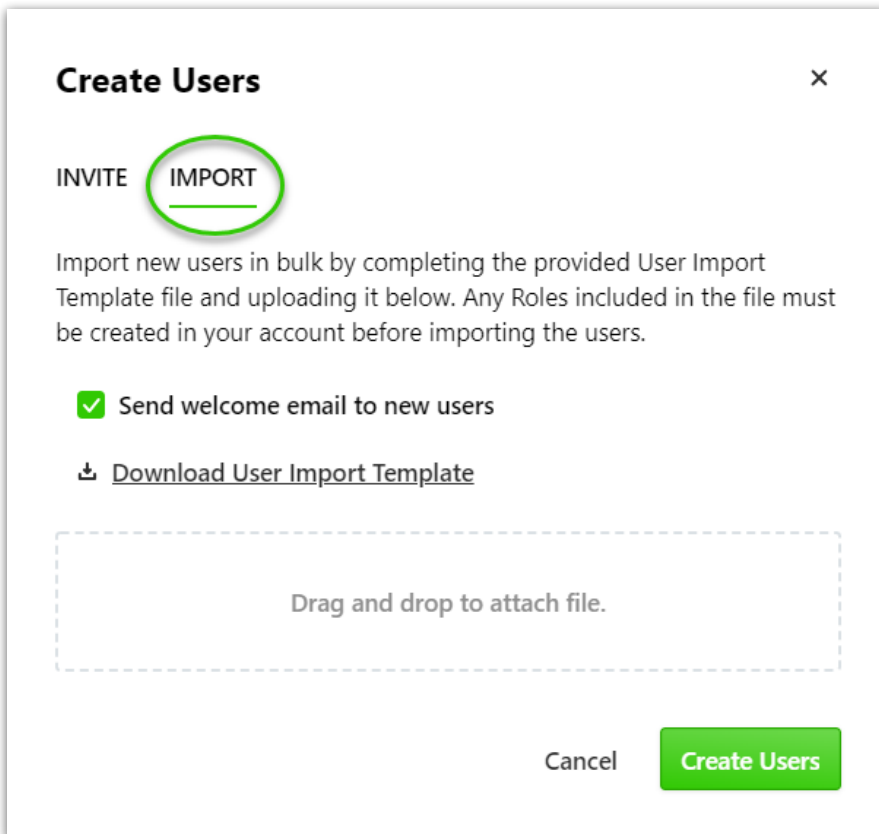 Create Users
INVITE IMPORT
Import new users in bulk by completing the provided User Import
Template file and uploading it below. Any Roles included in the file must
be created in your account before importing the users.
Send welcome email to new users
Download User Import Template
Drag and drop to attach file.
Cancel Create Users